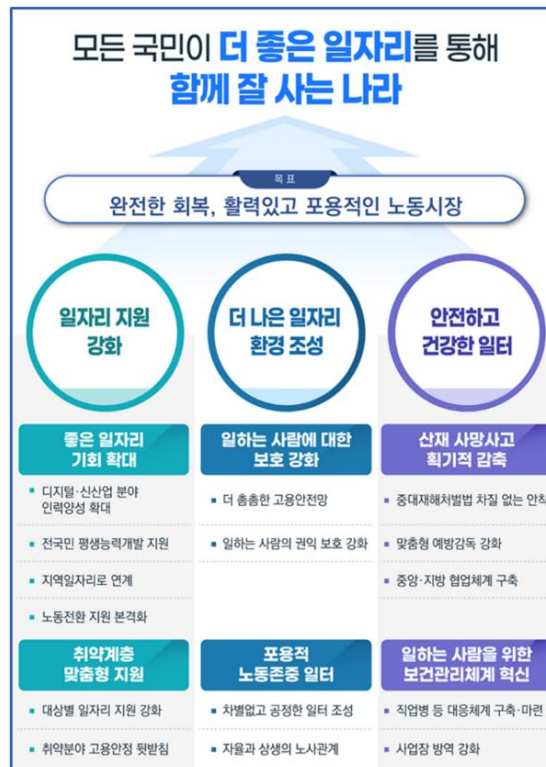 모든 국민이 더 좋은 일자리를 통해
함께 잘 사는 나라
목표
완전한 회복, 활력있고 포용적인 노동시장
일자리 지원
강화
더 나은 일자리
환경 조성
안전하고
건강한 일터
좋은 일자리
기회 확대
▪ 디지털·신산업 분야
인력양성 확대
▪ 전국민 평생능력개발 지원
▪ 지역일자리로 연계
▪ 노동전환 지원 본격화
일하는 사람에 대한
보호 강화
▪ 더 촘촘한 고용안전망
▪ 일하는 사람의 권익 보호 강화
산재 사망사고
획기적 감축
▪ 중대재해처벌법 차질 없는 안착
▪ 맞춤형 예방감독 강화
▪ 중앙·지방 협업체계 구축
취약계층
맞춤형 지원
▪ 대상별 일자리 지원 강화
▪ 취약분야 고용안정 뒷받침
포용적
노동존중 일터
▪ 차별없고 공정한 일터 조성
▪ 자율과 상생의 노사관계
일하는 사람을 위한
보건관리체계 혁신
▪ 직업병 등 대응체계 구축·마련
▪ 사업장 방역 강화